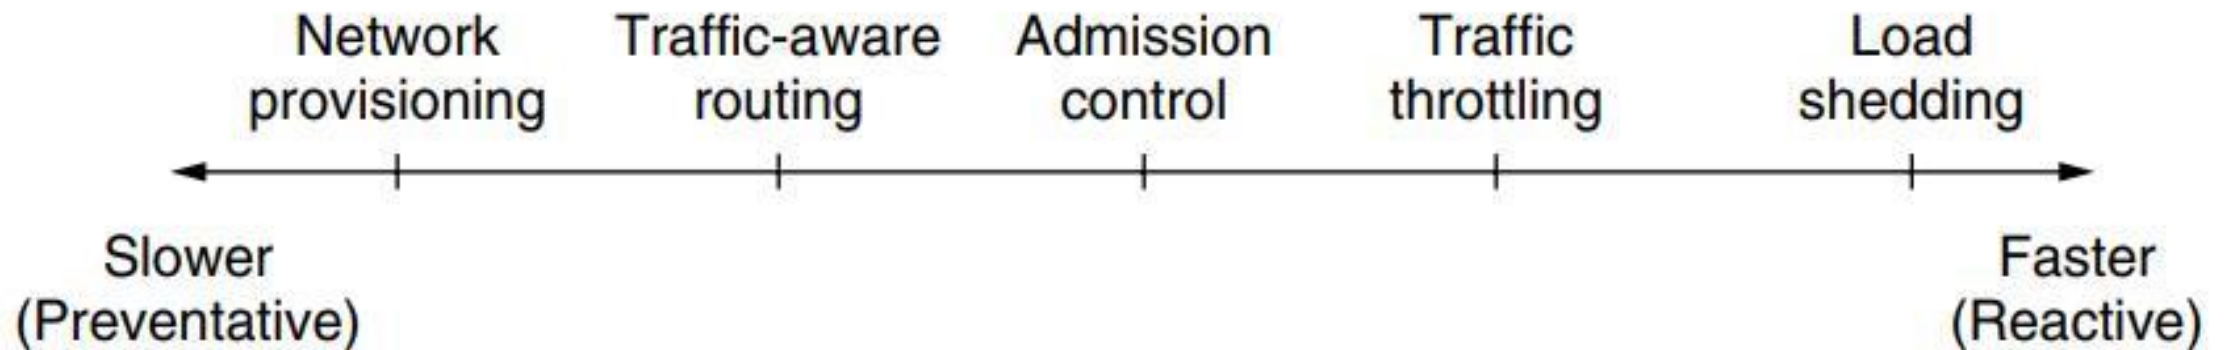 Network
provisioning
Traffic-aware
routing
Admission
control
Traffic
throttling
Load
shedding
Slower
(Preventative)
Faster
(Reactive)